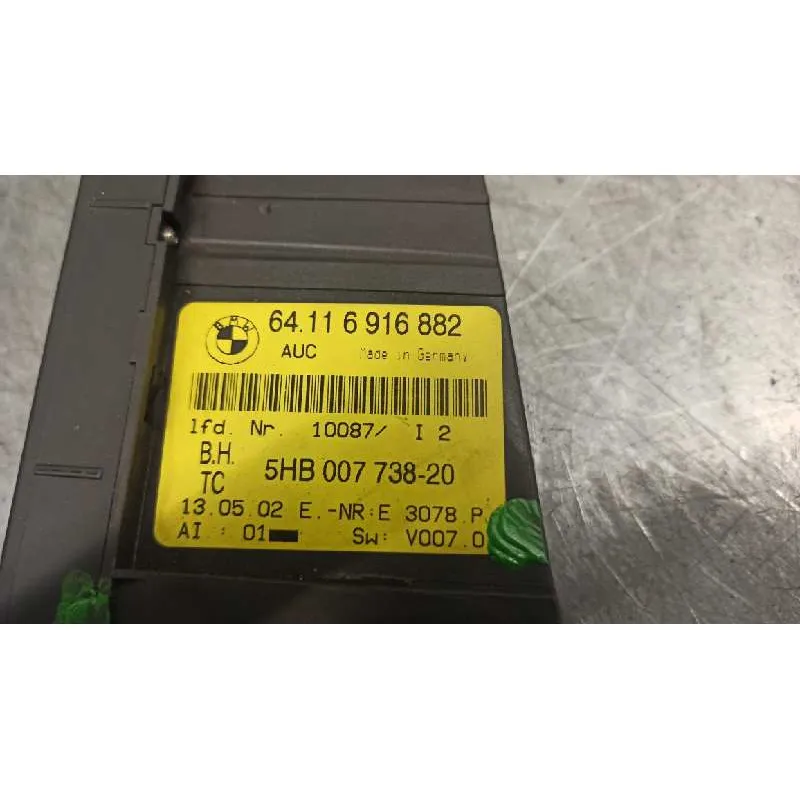 BMW
64.11 6 916 882
AUC Made in Germany
lfd. Nr. 10087/ I 2
B.H.
TC 5HB 007 738-20
13.05.02 E.-NR:E 3078.P.
AI : 01 SW: V007.0